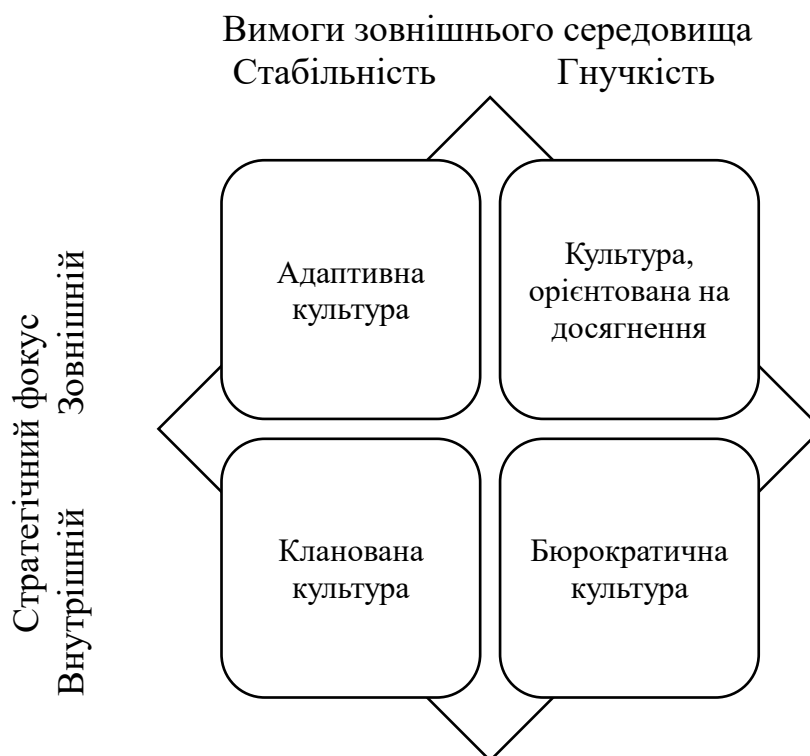 Вимоги зовнішнього середовища
Стабільність Гнучкість
Стратегічний фокус
Зовнішній
Внутрішній
Адаптивна
культура
Культура,
орієнтована на
досягнення
Кланована
культура
Бюрократична
культура